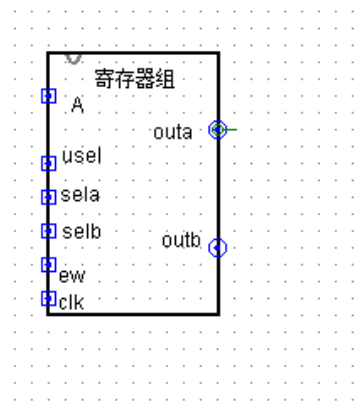 寄存器组
A
outa
usel
sela
selb
outb
ew
clk